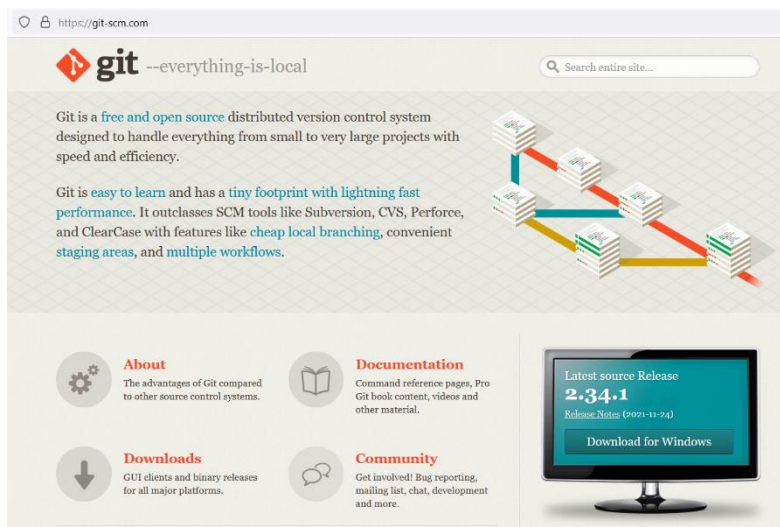 https://git-scm.com
git --everything-is-local
Search entire site...
Git is a free and open source distributed version control system
designed to handle everything from small to very large projects with
speed and efficiency.
Git is easy to learn and has a tiny footprint with lightning fast
performance. It outclasses SCM tools like Subversion, CVS, Perforce,
and ClearCase with features like cheap local branching, convenient
staging areas, and multiple workflows.
About
The advantages of Git compared
to other source control systems.
Documentation
Command reference pages, Pro
Git book content, videos and
other material.
Downloads
GUI clients and binary releases
for all major platforms.
Community
Get involved! Bug reporting,
mailing list, chat, development
and more.
Latest source Release
2.34.1
Release Notes (2021-11-24)
Download for Windows